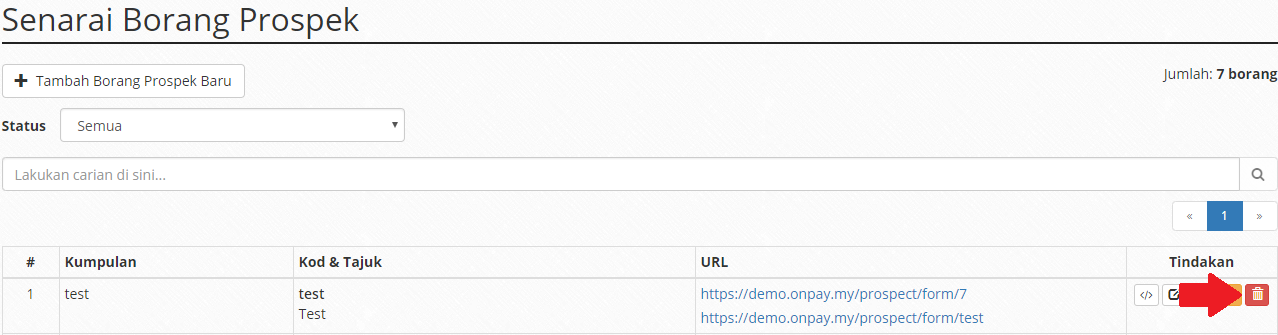 Senarai Borang Prospek
Tambah Borang Prospek Baru
Jumlah: 7 borang
Status Semua
Lakukan carian di sini...
« 1 »
# Kumpulan Kod & Tajuk URL Tindakan
1 test test https://demo.onpay.my/prospect/form/7 </>
Test https://demo.onpay.my/prospect/form/test